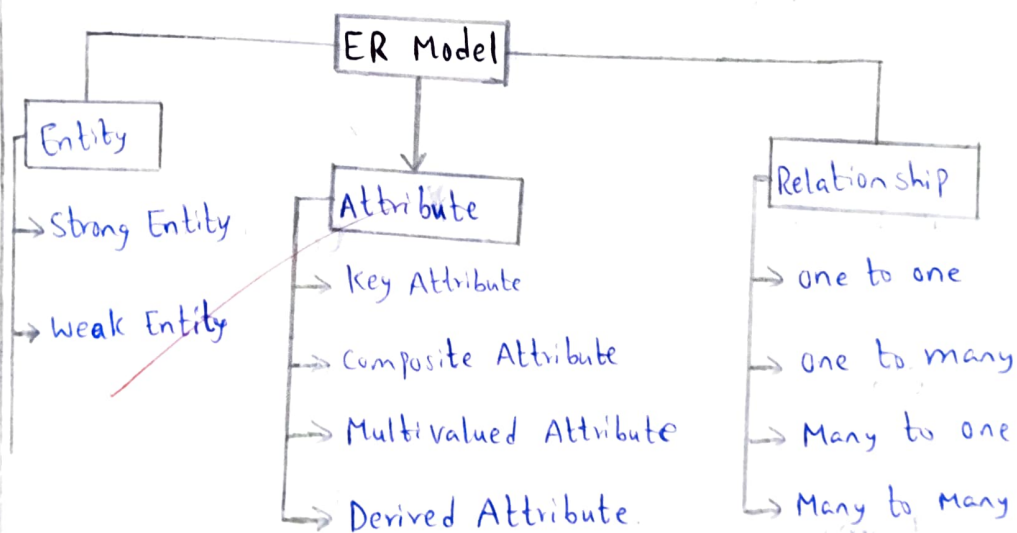 ER Model
Entity
Strong Entity
Weak Entity
Attribute
Key Attribute
Composite Attribute
Multivalued Attribute
Derived Attribute.
Relationship
one to one
one to many
Many to one
Many to Many